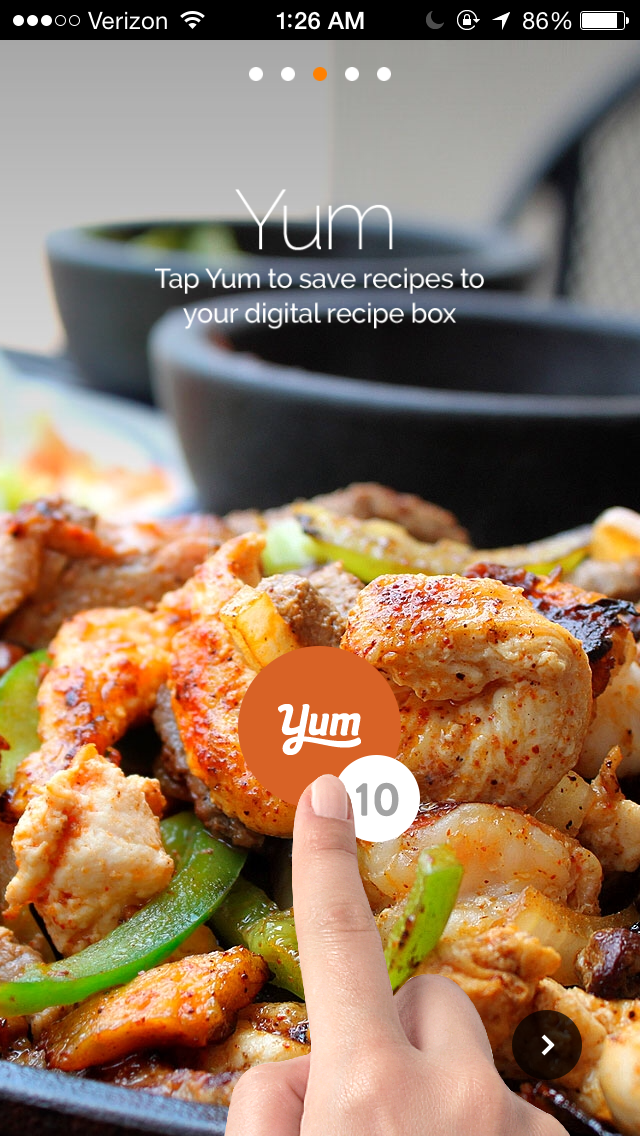 Verizon 1:26 AM 86%
Yum
Tap Yum to save recipes to
your digital recipe box
Yum
10